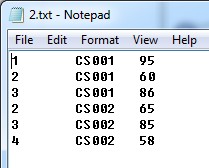 2.txt - Notepad
File Edit Format View Help
1 CS001 95
2 CS001 60
3 CS001 86
2 CS002 65
3 CS002 85
4 CS002 58